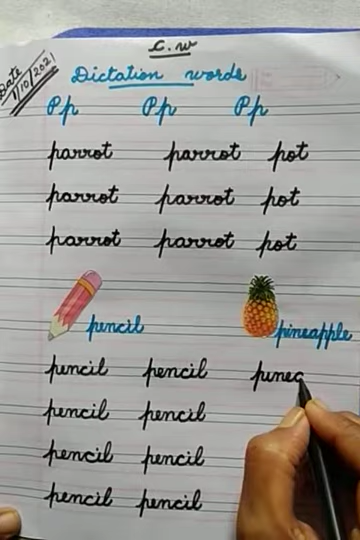 C.W
Date
1/10/2021
Dictation words
Pp Pp Pp
parrot parrot pot
parrot parrot pot
parrot parrot pot
pencil pineapple
pencil pencil pinea
pencil pencil
pencil pencil
pencil pencil